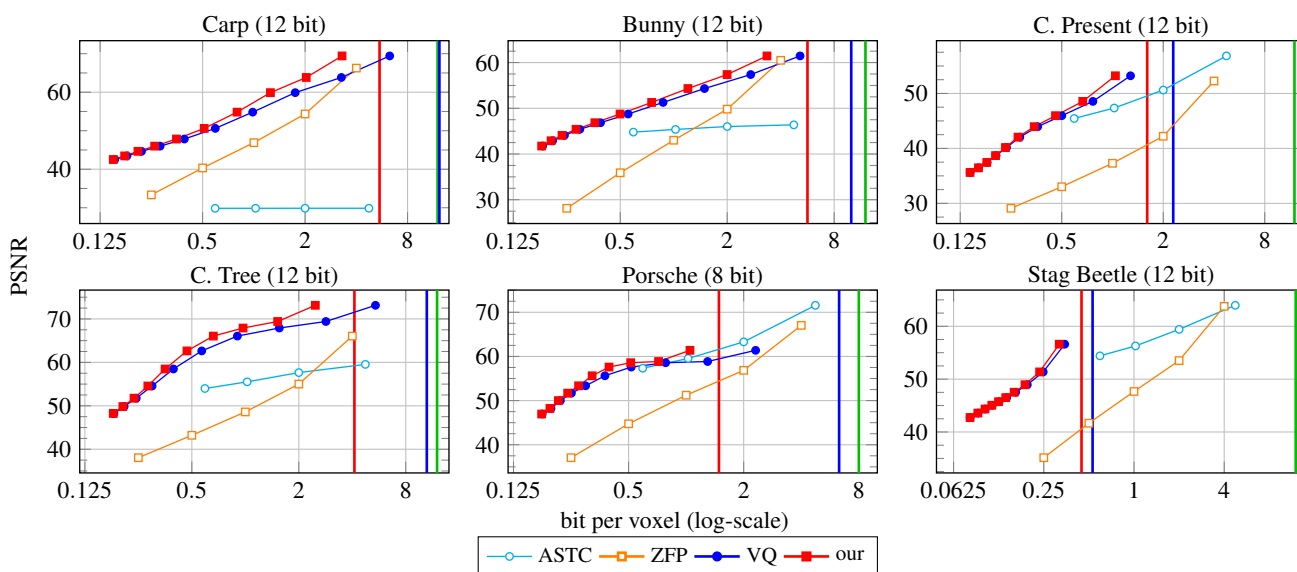 Carp (12 bit)
Bunny (12 bit)
C. Present (12 bit)
60
40
0.125 0.5 2 8
60
50
40
30
0.125 0.5 2 8
50
40
30
0.125 2 8
PSNR
C. Tree (12 bit)
Porsche (8 bit)
Stag Beetle (12 bit)
70
60
50
40
0.125 0.5 2 8
70
60
50
40
0.125 0.5 2 8
60
50
40
0.0625 0.25 1 4
bit per voxel (log-scale)
ASTC ZFP VQ our